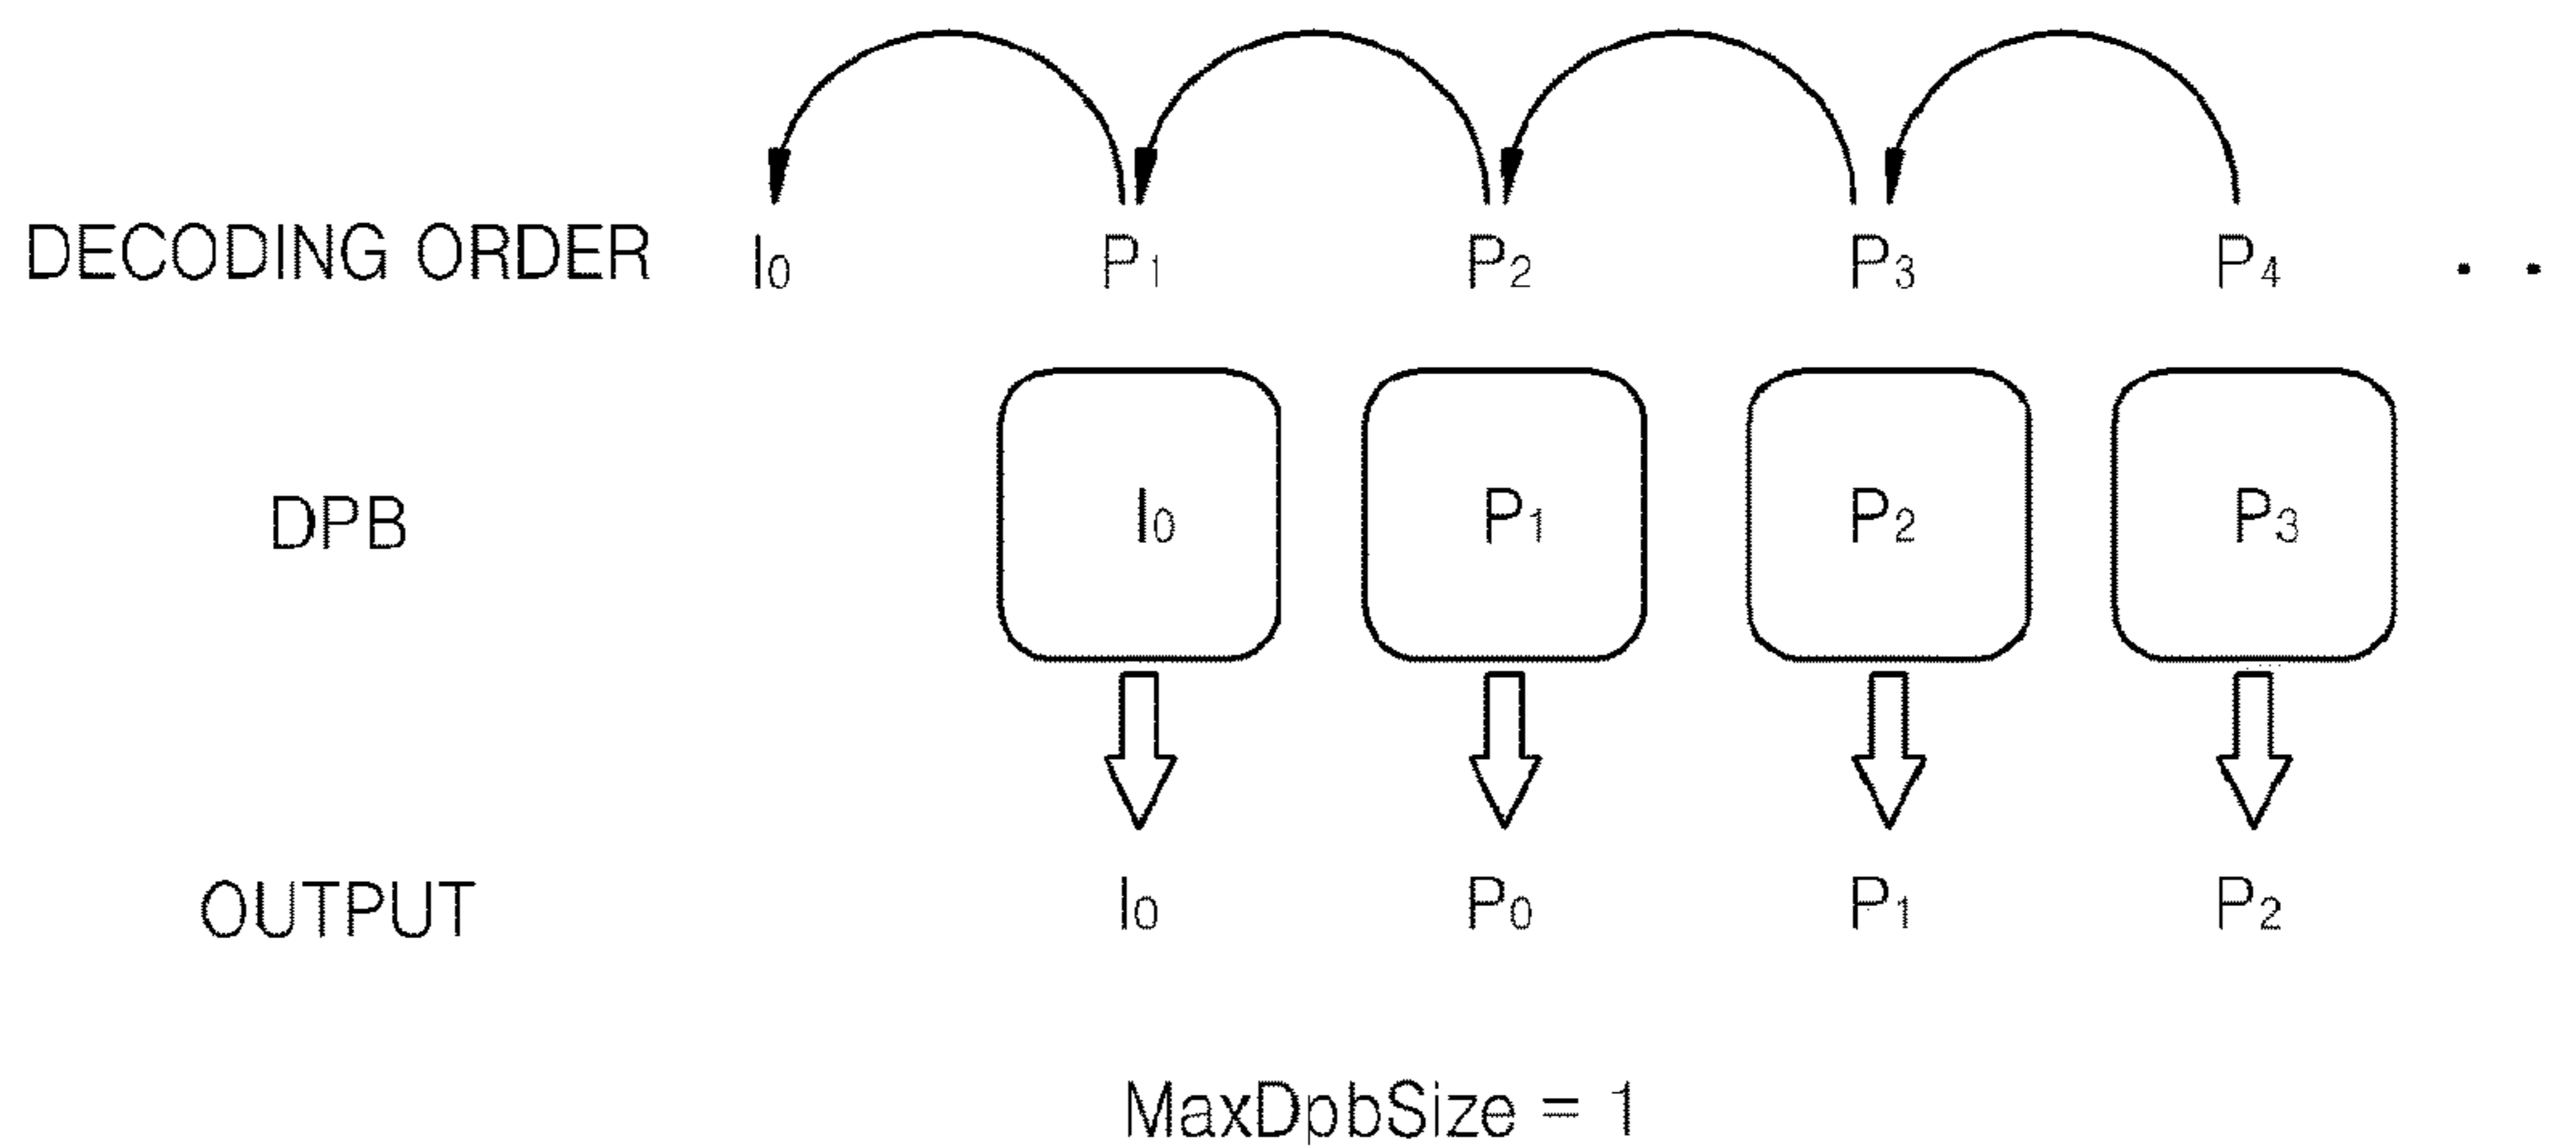 DECODING ORDER I0 P1 P2 P3 P4 . .
DPB I0 P1 P2 P3
OUTPUT I0 P0 P1 P2
MaxDpbSize = 1